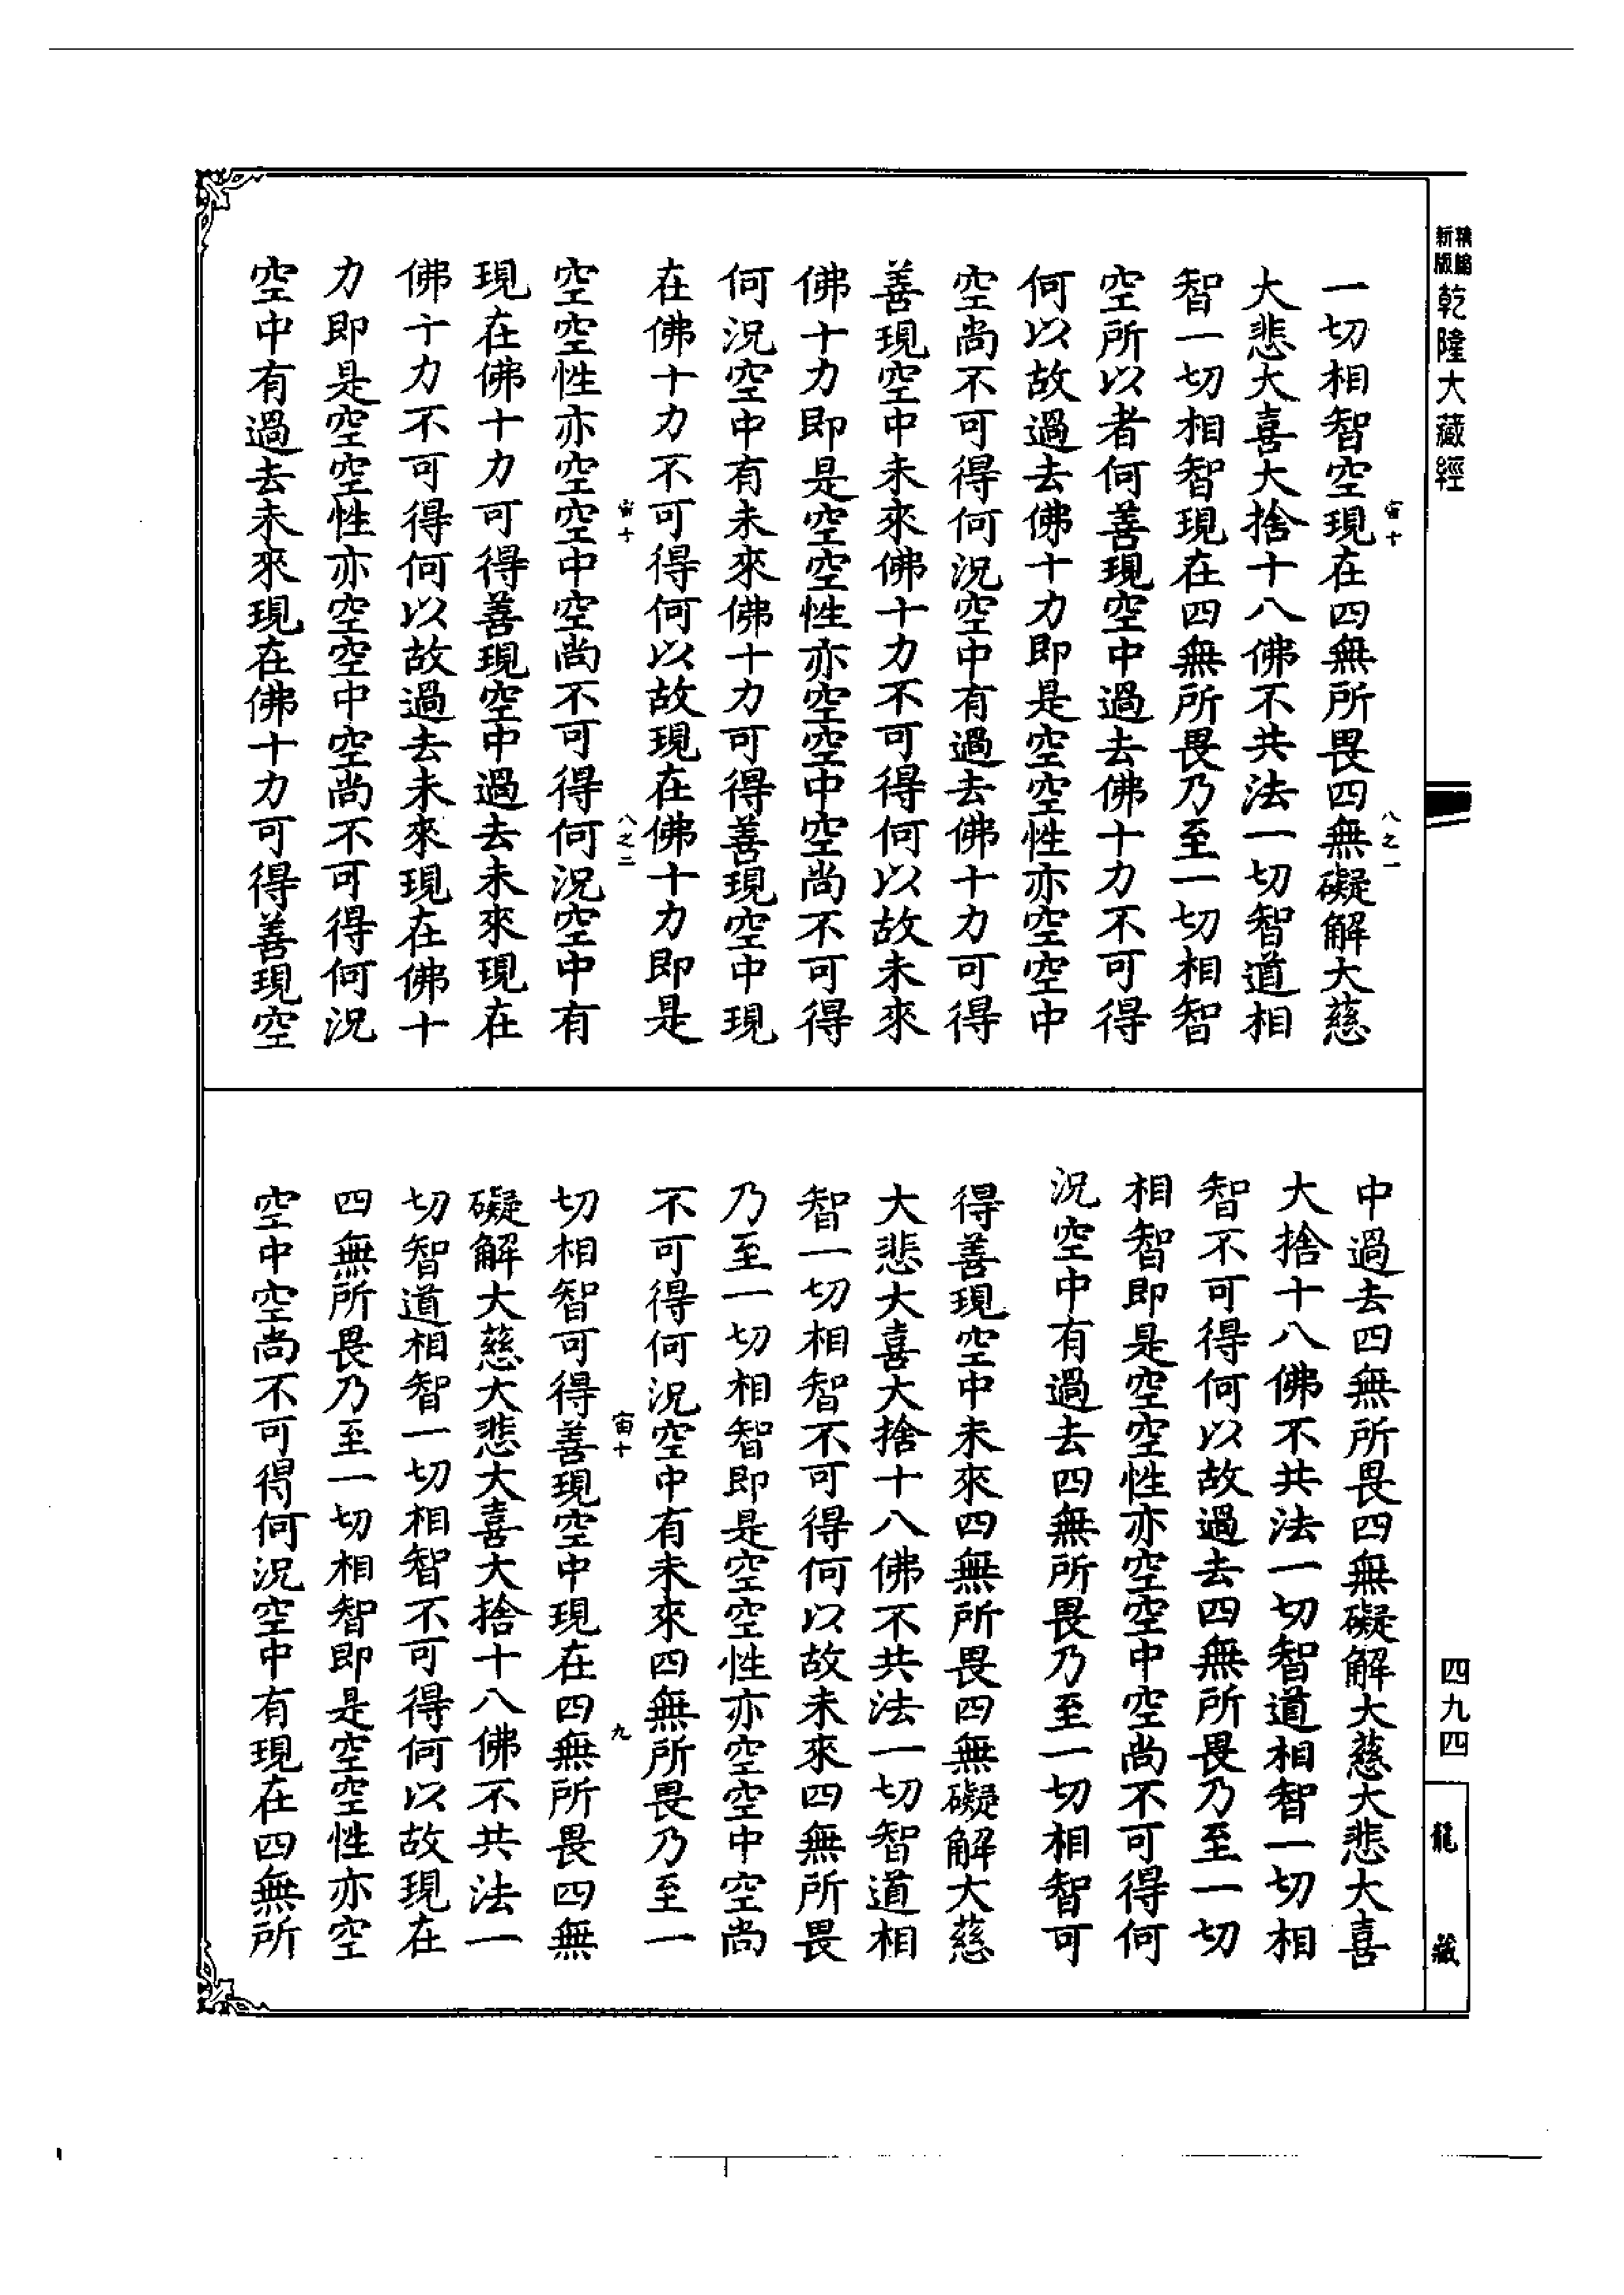 精縮
新版
乾隆大藏經
宙十
八之一
一切相智空現在四無所畏四無礙解大慈
大悲大喜大捨十八佛不共法一切智道相
智一切相智現在四無所畏乃至一切相智
空所以者何善現空中過去佛十力不可得
何以故過去佛十力即是空空性亦空空中
空尚不可得何況空中有過去佛十力可得
善現空中未來佛十力不可得何以故未來
佛十力即是空空性亦空空中空尚不可得
何況空中有未來佛十力可得善現空中現
在佛十力不可得何以故現在佛十力即是
宙十
八之二
空空性亦空空中空尚不可得何況空中有
現在佛十力可得善現空中過去未來現在
佛十力不可得何以故過去未來現在佛十
力即是空空性亦空空中空尚不可得何況
空中有過去未來現在佛十力可得善現空
中過去四無所畏四無礙解大慈大悲大喜
大捨十八佛不共法一切智道相智一切相
智不可得何以故過去四無所畏乃至一切
相智即是空空性亦空空中空尚不可得何
況空中有過去四無所畏乃至一切相智可
得善現空中未來四無所畏四無礙解大慈
大悲大喜大捨十八佛不共法一切智道相
智一切相智不可得何以故未來四無所畏
乃至一切相智即是空空性亦空空中空尚
不可得何況空中有未來四無所畏乃至一
宙十
九
切相智可得善現空中現在四無所畏四無
礙解大慈大悲大喜大捨十八佛不共法一
切智道相智一切相智不可得何以故現在
四無所畏乃至一切相智即是空空性亦空
空中空尚不可得何況空中有現在四無所
四九四
龍藏